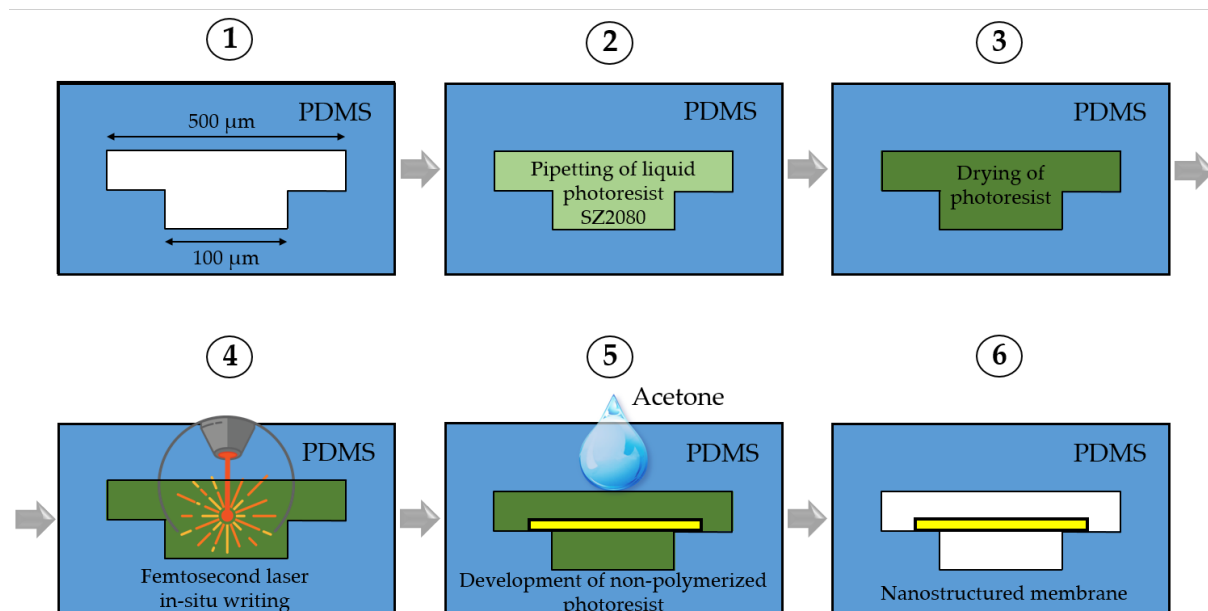 1
2
3
PDMS
500 µm
100 µm
PDMS
Pipetting of liquid
photoresist
SZ2080
PDMS
Drying of
photoresist
4
5
6
PDMS
Femtosecond laser
in-situ writing
Acetone
PDMS
Development of non-polymerized
photoresist
PDMS
Nanostructured membrane